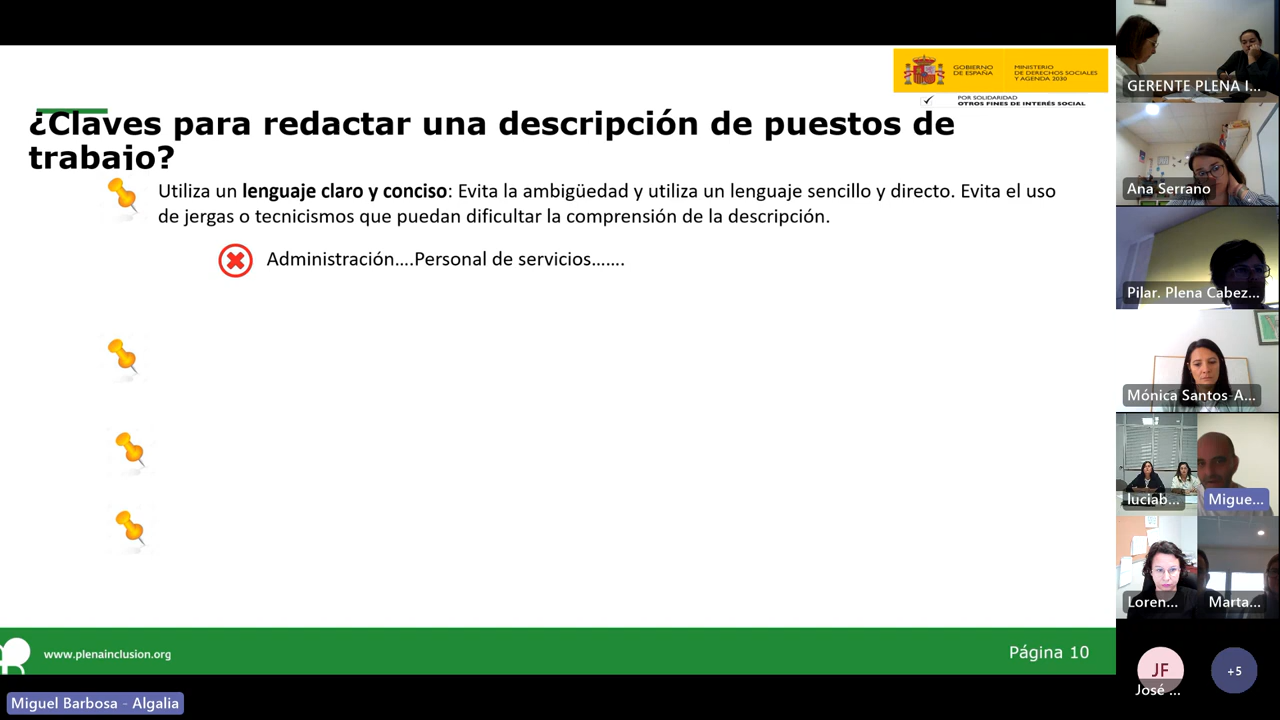 GOBIERNO
DE ESPAÑA
MINISTERIO
DE DERECHOS SOCIALES
Y AGENDA 2030
POR SOLIDARIDAD
OTROS FINES DE INTERÉS SOCIAL
¿Claves para redactar una descripción de puestos de
trabajo?
Utiliza un lenguaje claro y conciso: Evita la ambigüedad y utiliza un lenguaje sencillo y directo. Evita el uso
de jergas o tecnicismos que puedan dificultar la comprensión de la descripción.
Administración....Personal de servicios.......
www.plenainclusion.org
Página 10
Miguel Barbosa - Algalia
GERENTE PLENA I...
Ana Serrano
Pilar. Plena Cabez...
Mónica Santos-A...
luciab...
Migue...
Loren...
Marta...
JF
José ...
+5